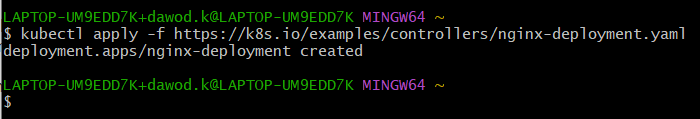 LAPTOP-UM9EDD7K+dawod.k@LAPTOP-UM9EDD7K MINGW64 ~
$ kubectl apply -f https://k8s.io/examples/controllers/nginx-deployment.yaml
deployment.apps/nginx-deployment created
LAPTOP-UM9EDD7K+dawod.k@LAPTOP-UM9EDD7K MINGW64 ~
$